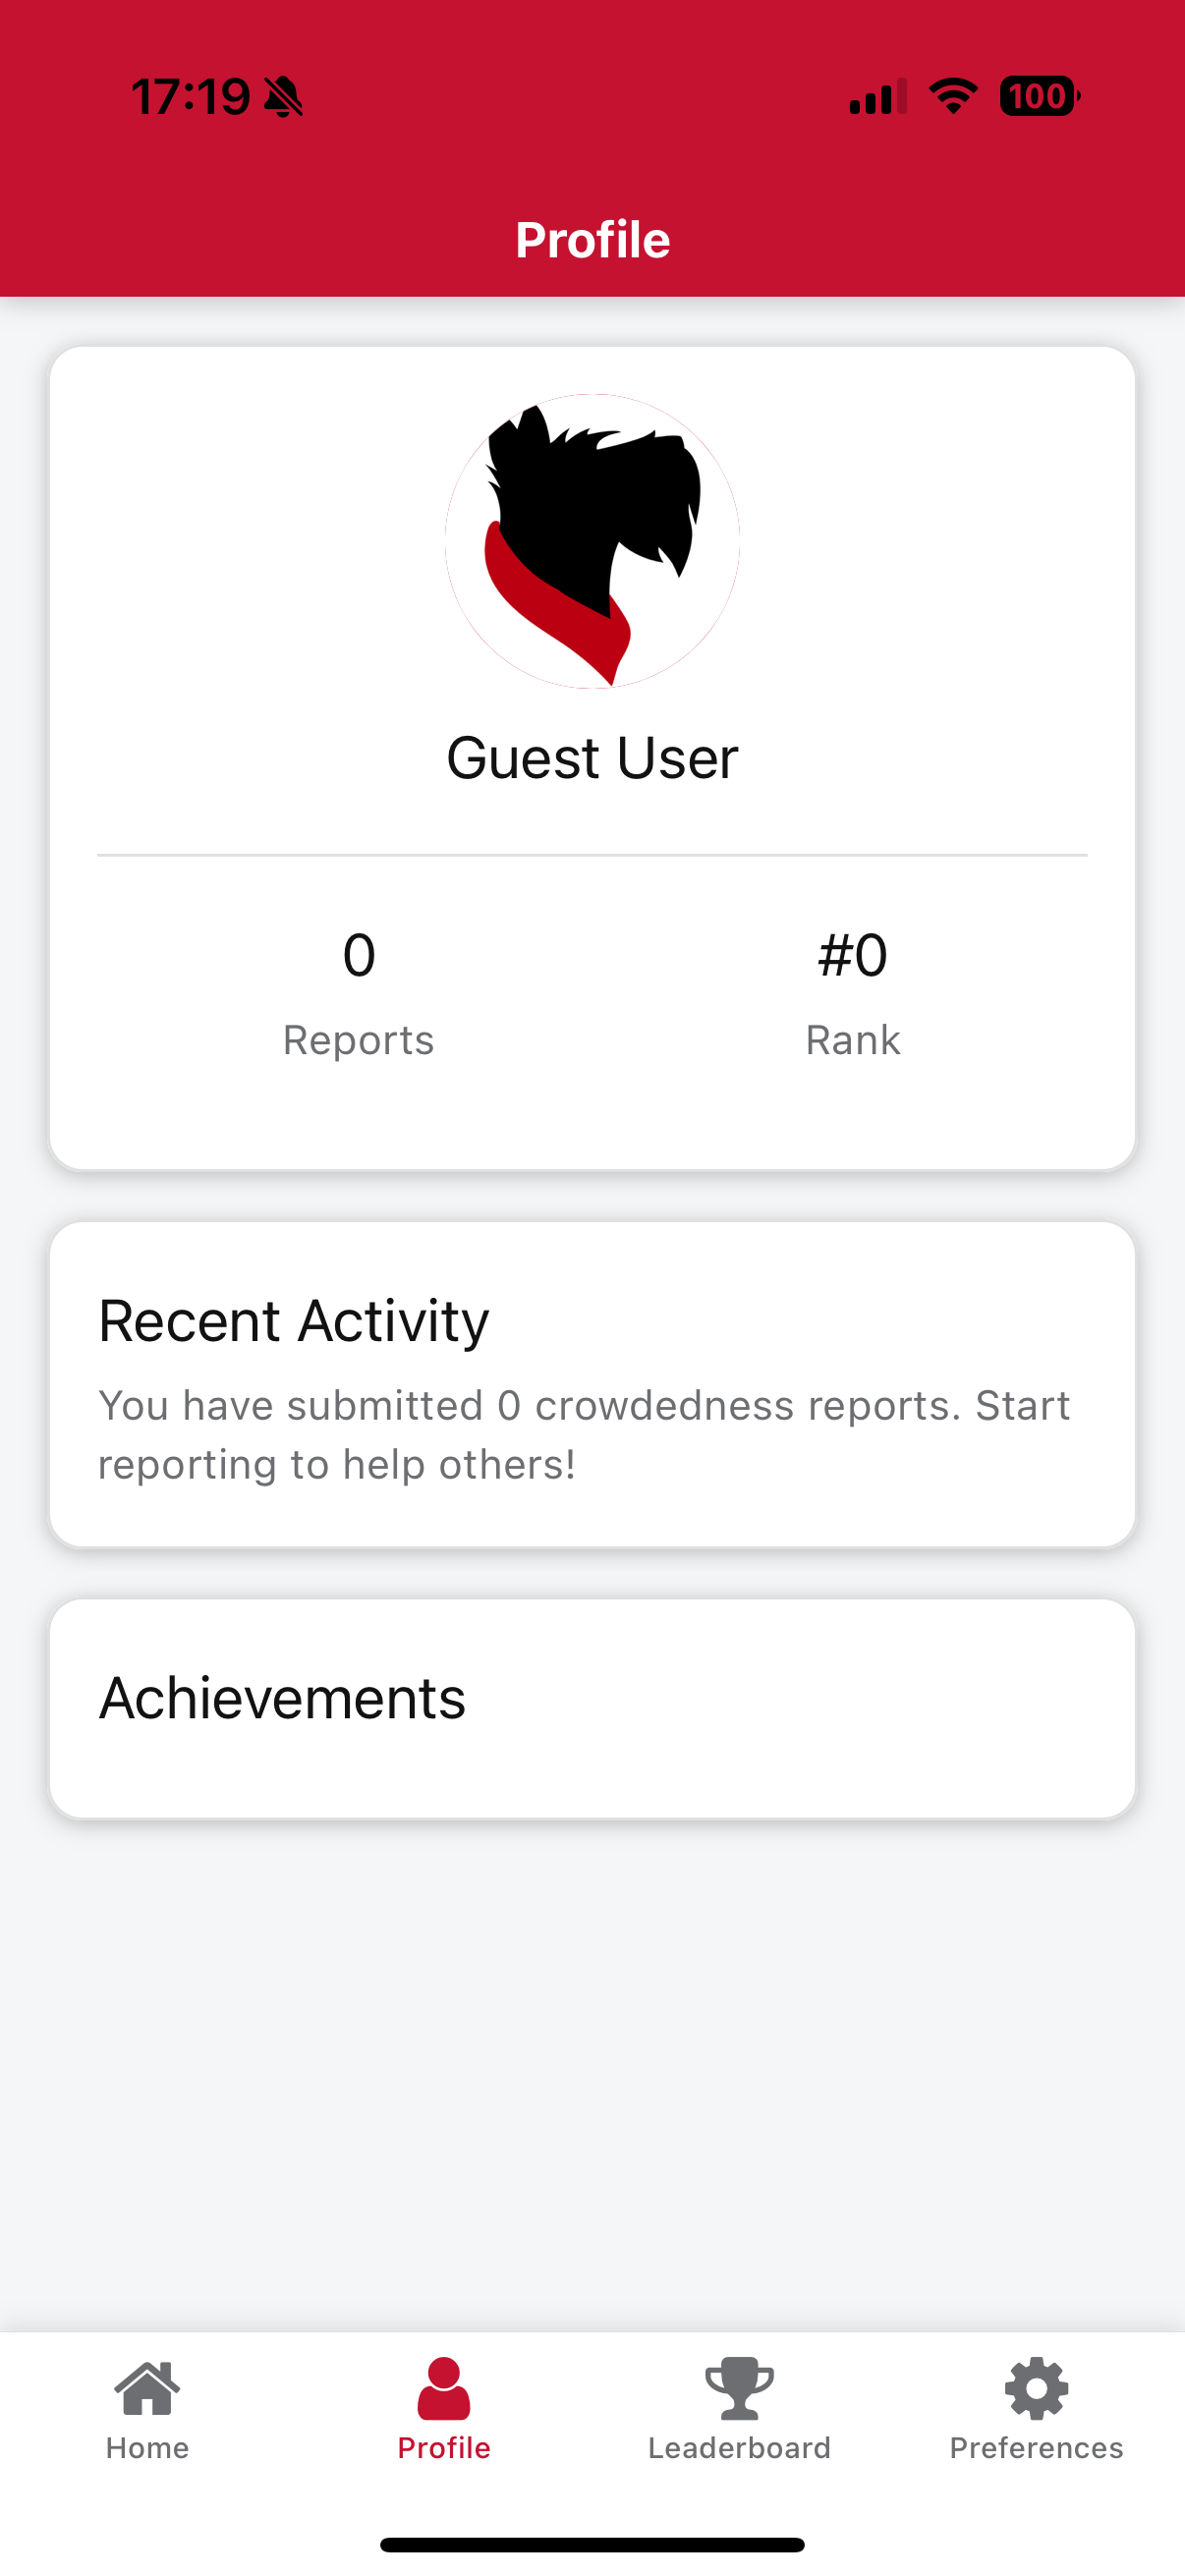 17:19
100
Profile
Guest User
0 #0
Reports Rank
Recent Activity
You have submitted 0 crowdedness reports. Start
reporting to help others!
Achievements
Home Profile Leaderboard Preferences